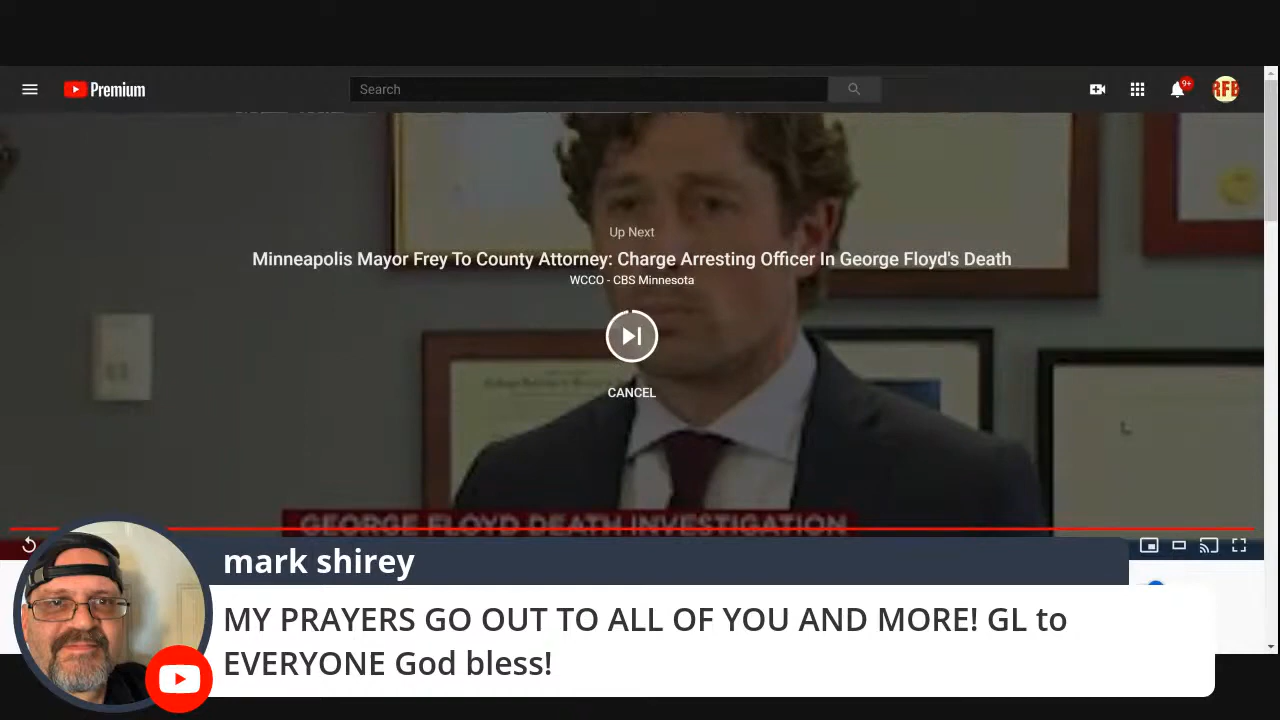 Premium
Search
9+
RFB
Up Next
Minneapolis Mayor Frey To County Attorney: Charge Arresting Officer In George Floyd's Death
WCCO - CBS Minnesota
CANCEL
GEORGE FLOYD DEATH INVESTIGATION
mark shirey
MY PRAYERS GO OUT TO ALL OF YOU AND MORE! GL to
EVERYONE God bless!